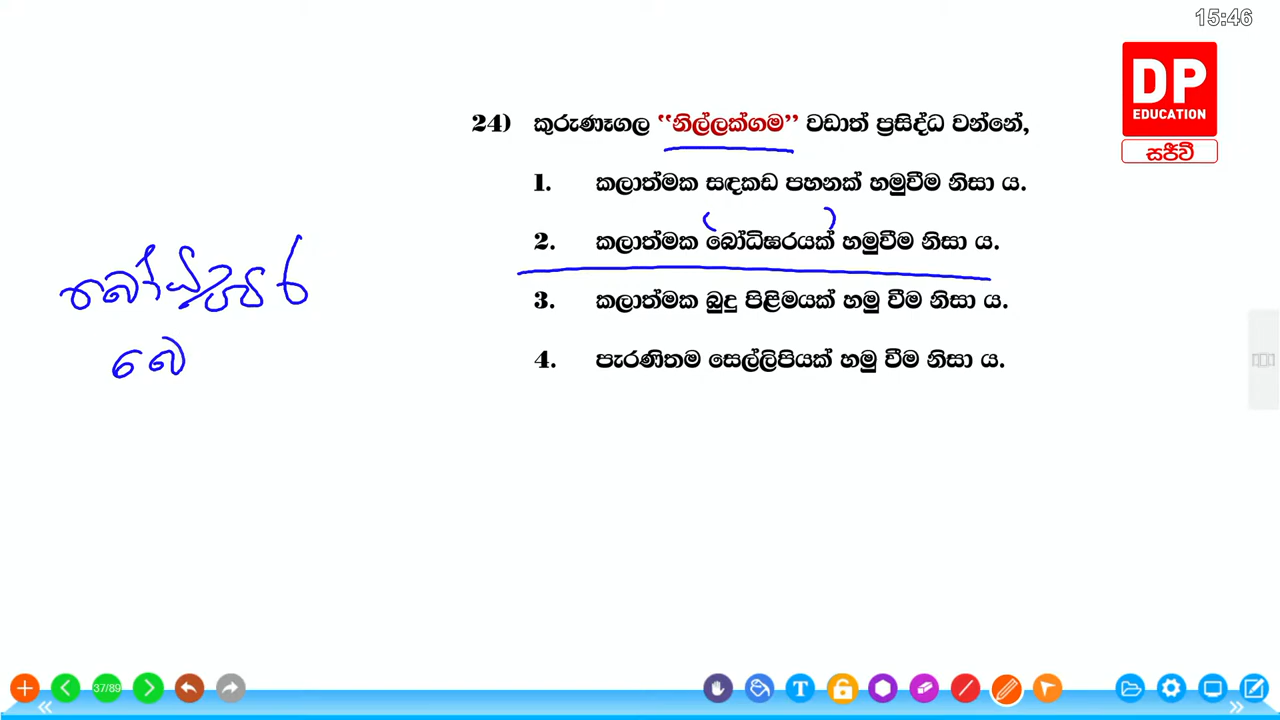 15:46
DP
EDUCATION
සජීවී
24) කුරුණෑගල “නිල්ලක්ගම” වඩාත් ප්‍රසිද්ධ වන්නේ,
1. කලාත්මක සඳකඩ පහනක් හමුවීම නිසා ය.
2. කලාත්මක (බෝධිඝරයක්) හමුවීම නිසා ය.
3. කලාත්මක බුදු පිළිමයක් හමු වීම නිසා ය.
4. පැරණිතම සෙල්ලිපියක් හමු වීම නිසා ය.
බෝධිඝර
බෙ
37/89